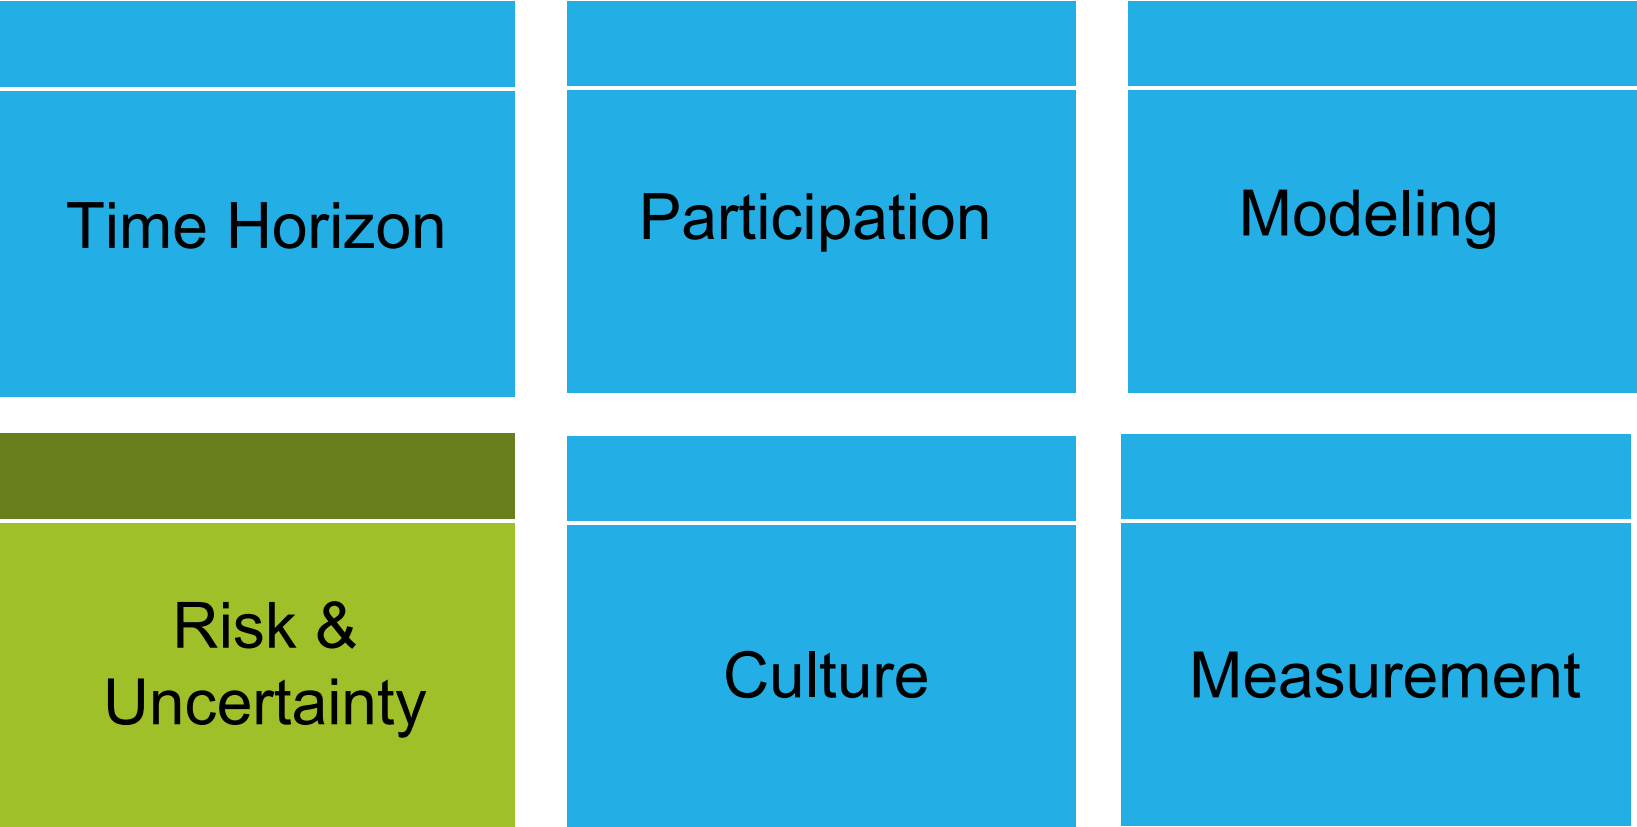 Time Horizon
Participation
Modeling
Risk &
Uncertainty
Culture
Measurement